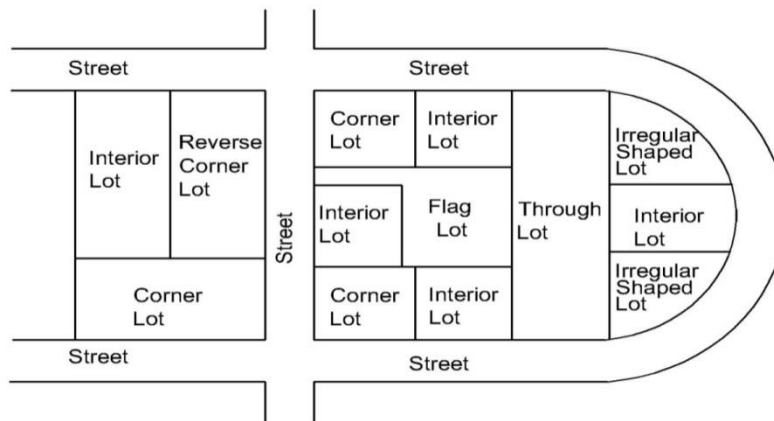 Street
Street
Corner
Lot
Interior
Lot
Irregular
Shaped
Lot
Reverse
Corner
Lot
Interior
Lot
Interior
Lot
Flag
Lot
Through
Lot
Interior
Lot
Street
Irregular
Shaped
Lot
Corner
Lot
Corner
Lot
Interior
Lot
Street
Street